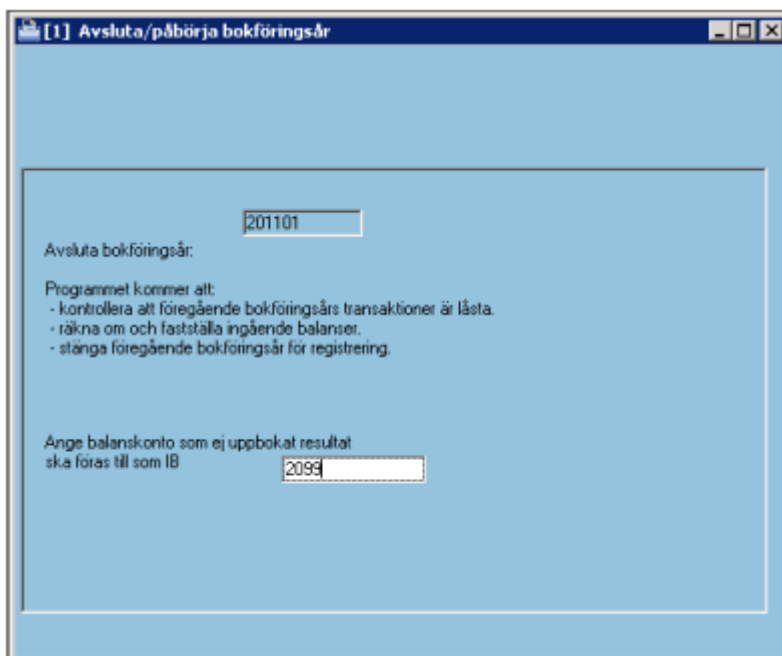 [1] Avsluta/påbörja bokföringsår
201101
Avsluta bokföringsår:
Programmet kommer att:
- kontrollera att föregående bokföringsårs transaktioner är låsta.
- räkna om och fastställa ingående balanser.
- stänga föregående bokföringsår för registrering.
Ange balanskonto som ej uppbokat resultat
ska föras till som IB
2099